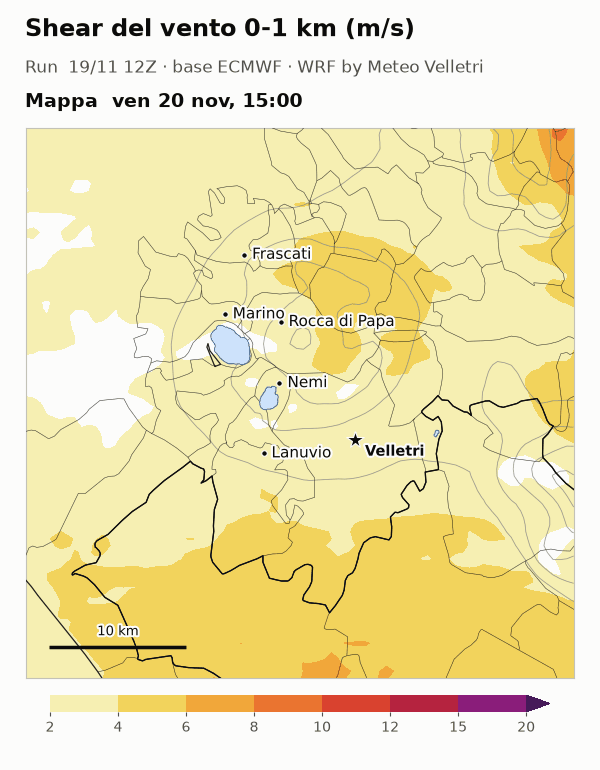 Shear del vento 0-1 km (m/s)
Run  19/11 12Z · base ECMWF · WRF by Meteo Velletri
Mappa  ven 20 nov, 15:00
Frascati
Marino
Rocca di Papa
Nemi
Velletri
Lanuvio
10 km
2 4 6 8 10 12 15 20